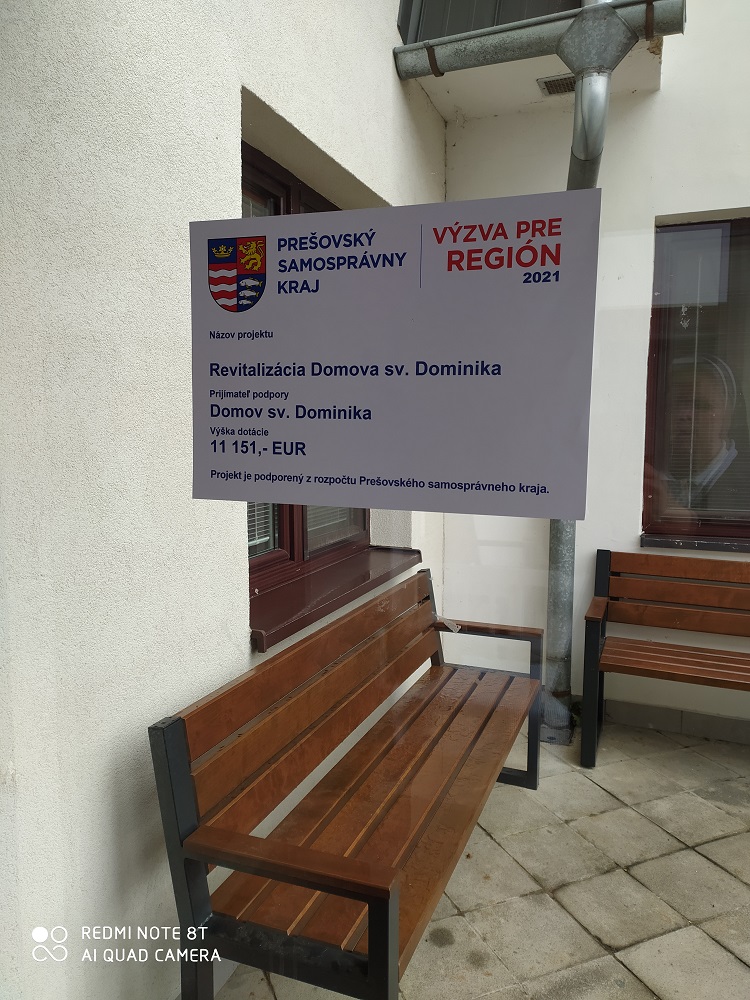 PREŠOVSKÝ
SAMOSPRÁVNY
KRAJ
VÝZVA PRE
REGIÓN
2021
Názov projektu
Revitalizácia Domova sv. Dominika
Prijímateľ podpory
Domov sv. Dominika
Výška dotácie
11 151,- EUR
Projekt je podporený z rozpočtu Prešovského samosprávneho kraja.
REDMI NOTE 8T
AI QUAD CAMERA